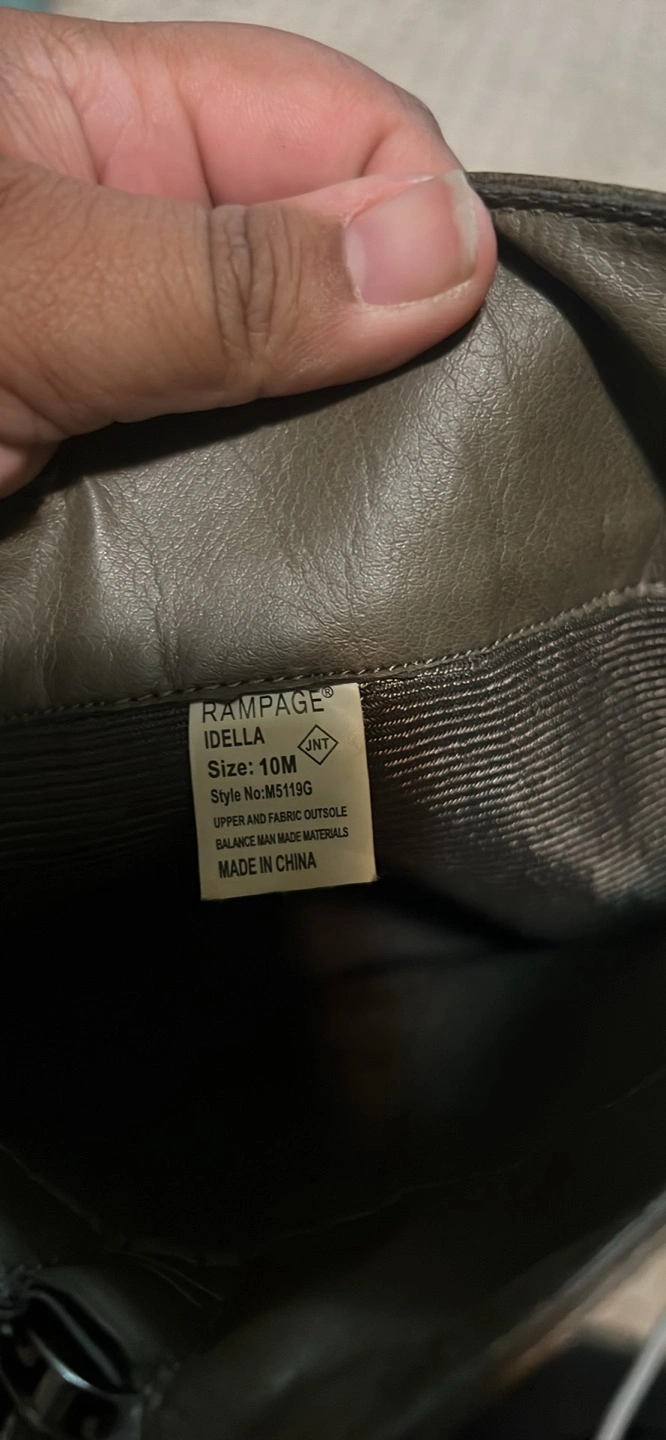 RAMPAGE®
IDELLA
JNT
Size: 10M
Style No:M5119G
UPPER AND FABRIC OUTSOLE
BALANCE MAN MADE MATERIALS
MADE IN CHINA